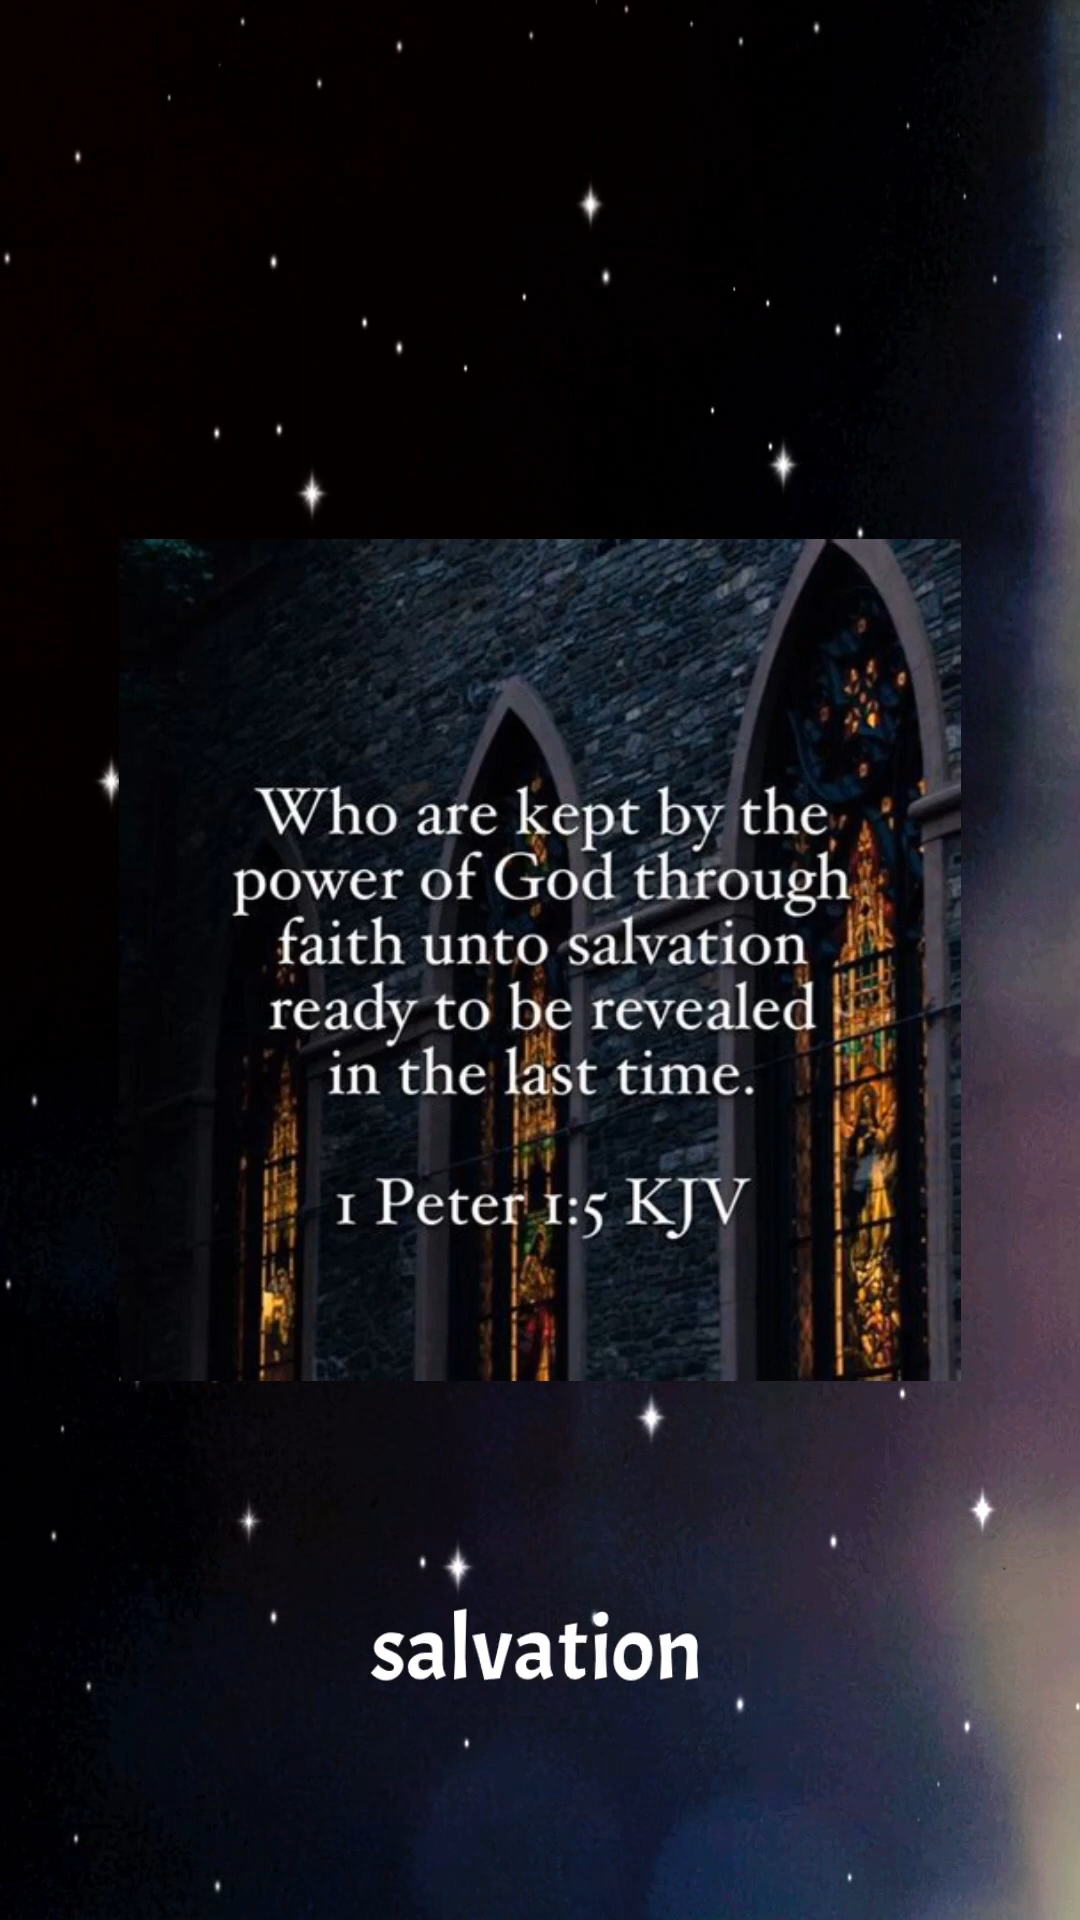 Who are kept by the
power of God through
faith unto salvation
ready to be revealed
in the last time.
1 Peter 1:5 KJV
salvation